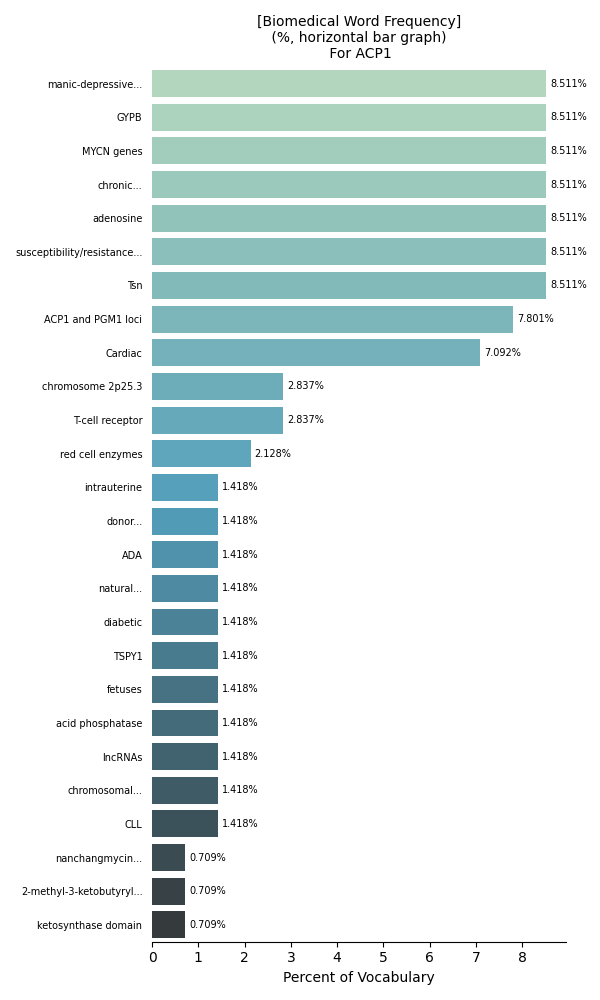 [Biomedical Word Frequency]
(%, horizontal bar graph)
For ACP1
manic-depressive... 8.511%
GYPB 8.511%
MYCN genes 8.511%
chronic... 8.511%
adenosine 8.511%
susceptibility/resistance... 8.511%
Tsn 8.511%
ACP1 and PGM1 loci 7.801%
Cardiac 7.092%
chromosome 2p25.3 2.837%
T-cell receptor 2.837%
red cell enzymes 2.128%
intrauterine 1.418%
donor... 1.418%
ADA 1.418%
natural... 1.418%
diabetic 1.418%
TSPY1 1.418%
fetuses 1.418%
acid phosphatase 1.418%
lncRNAs 1.418%
chromosomal... 1.418%
CLL 1.418%
nanchangmycin... 0.709%
2-methyl-3-ketobutyryl... 0.709%
ketosynthase domain 0.709%
0 1 2 3 4 5 6 7 8
Percent of Vocabulary